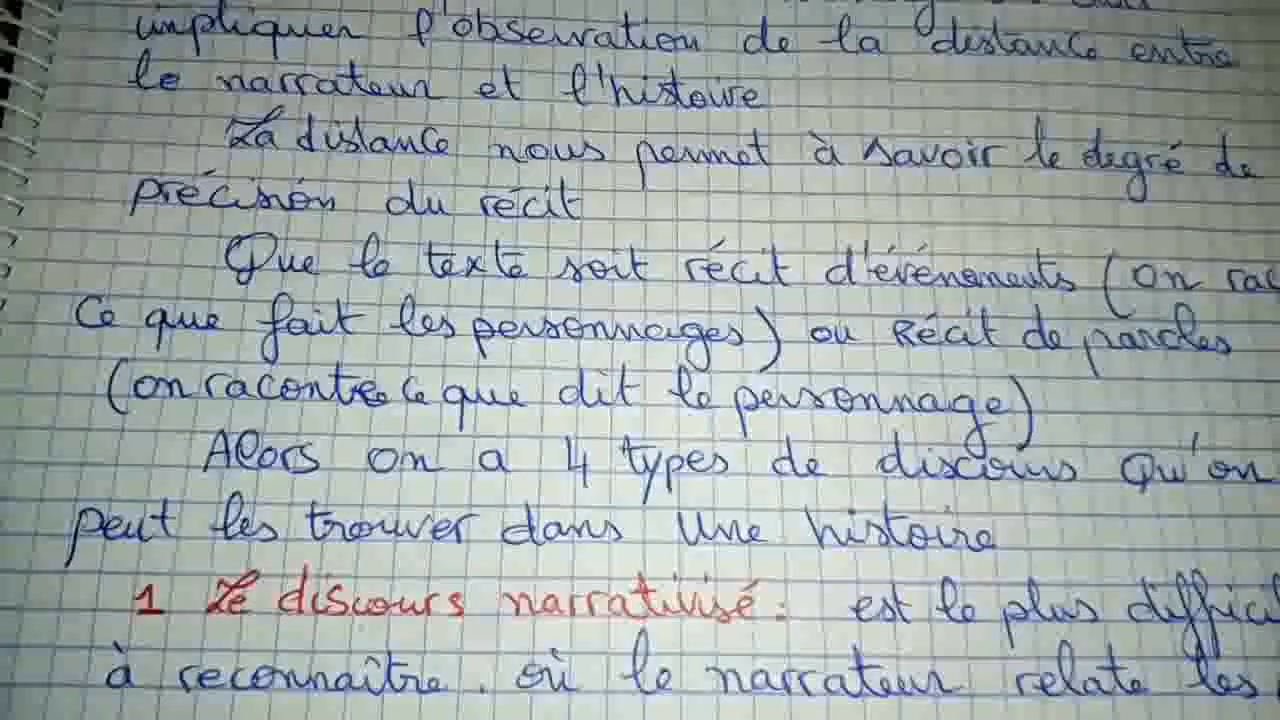 impliquer l'observation de la distance entre
le narrateur et l'histoire
La distance nous permet à savoir le degré de
précision du récit
Que le texte soit récit d'événements (on rac
Ce que fait les personnages) ou Récit de paroles
(on raconte ce que dit le personnage)
Alors on a 4 types de discours qu'on
peut les trouver dans une histoire
1 Le discours narrativisé : est le plus difficil
à reconnaître. où le narrateur relate les